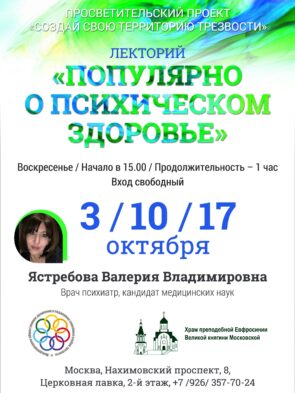 ПРОСВЕТИТЕЛЬСКИЙ ПРОЕКТ
«СОЗДАЙ СВОЮ ТЕРРИТОРИЮ ТРЕЗВОСТИ»
ЛЕКТОРИЙ
«ПОПУЛЯРНО
О ПСИХИЧЕСКОМ
ЗДОРОВЬЕ»
Воскресенье / Начало в 15.00 / Продолжительность – 1 час
Вход свободный
3 / 10 / 17
октября
Ястребова Валерия Владимировна
Врач психиатр, кандидат медицинских наук
Храм преподобной Евфросинии
Великой княгини Московской
Москва, Нахимовский проспект, 8,
Церковная лавка, 2-й этаж, +7 /926/ 357-70-24